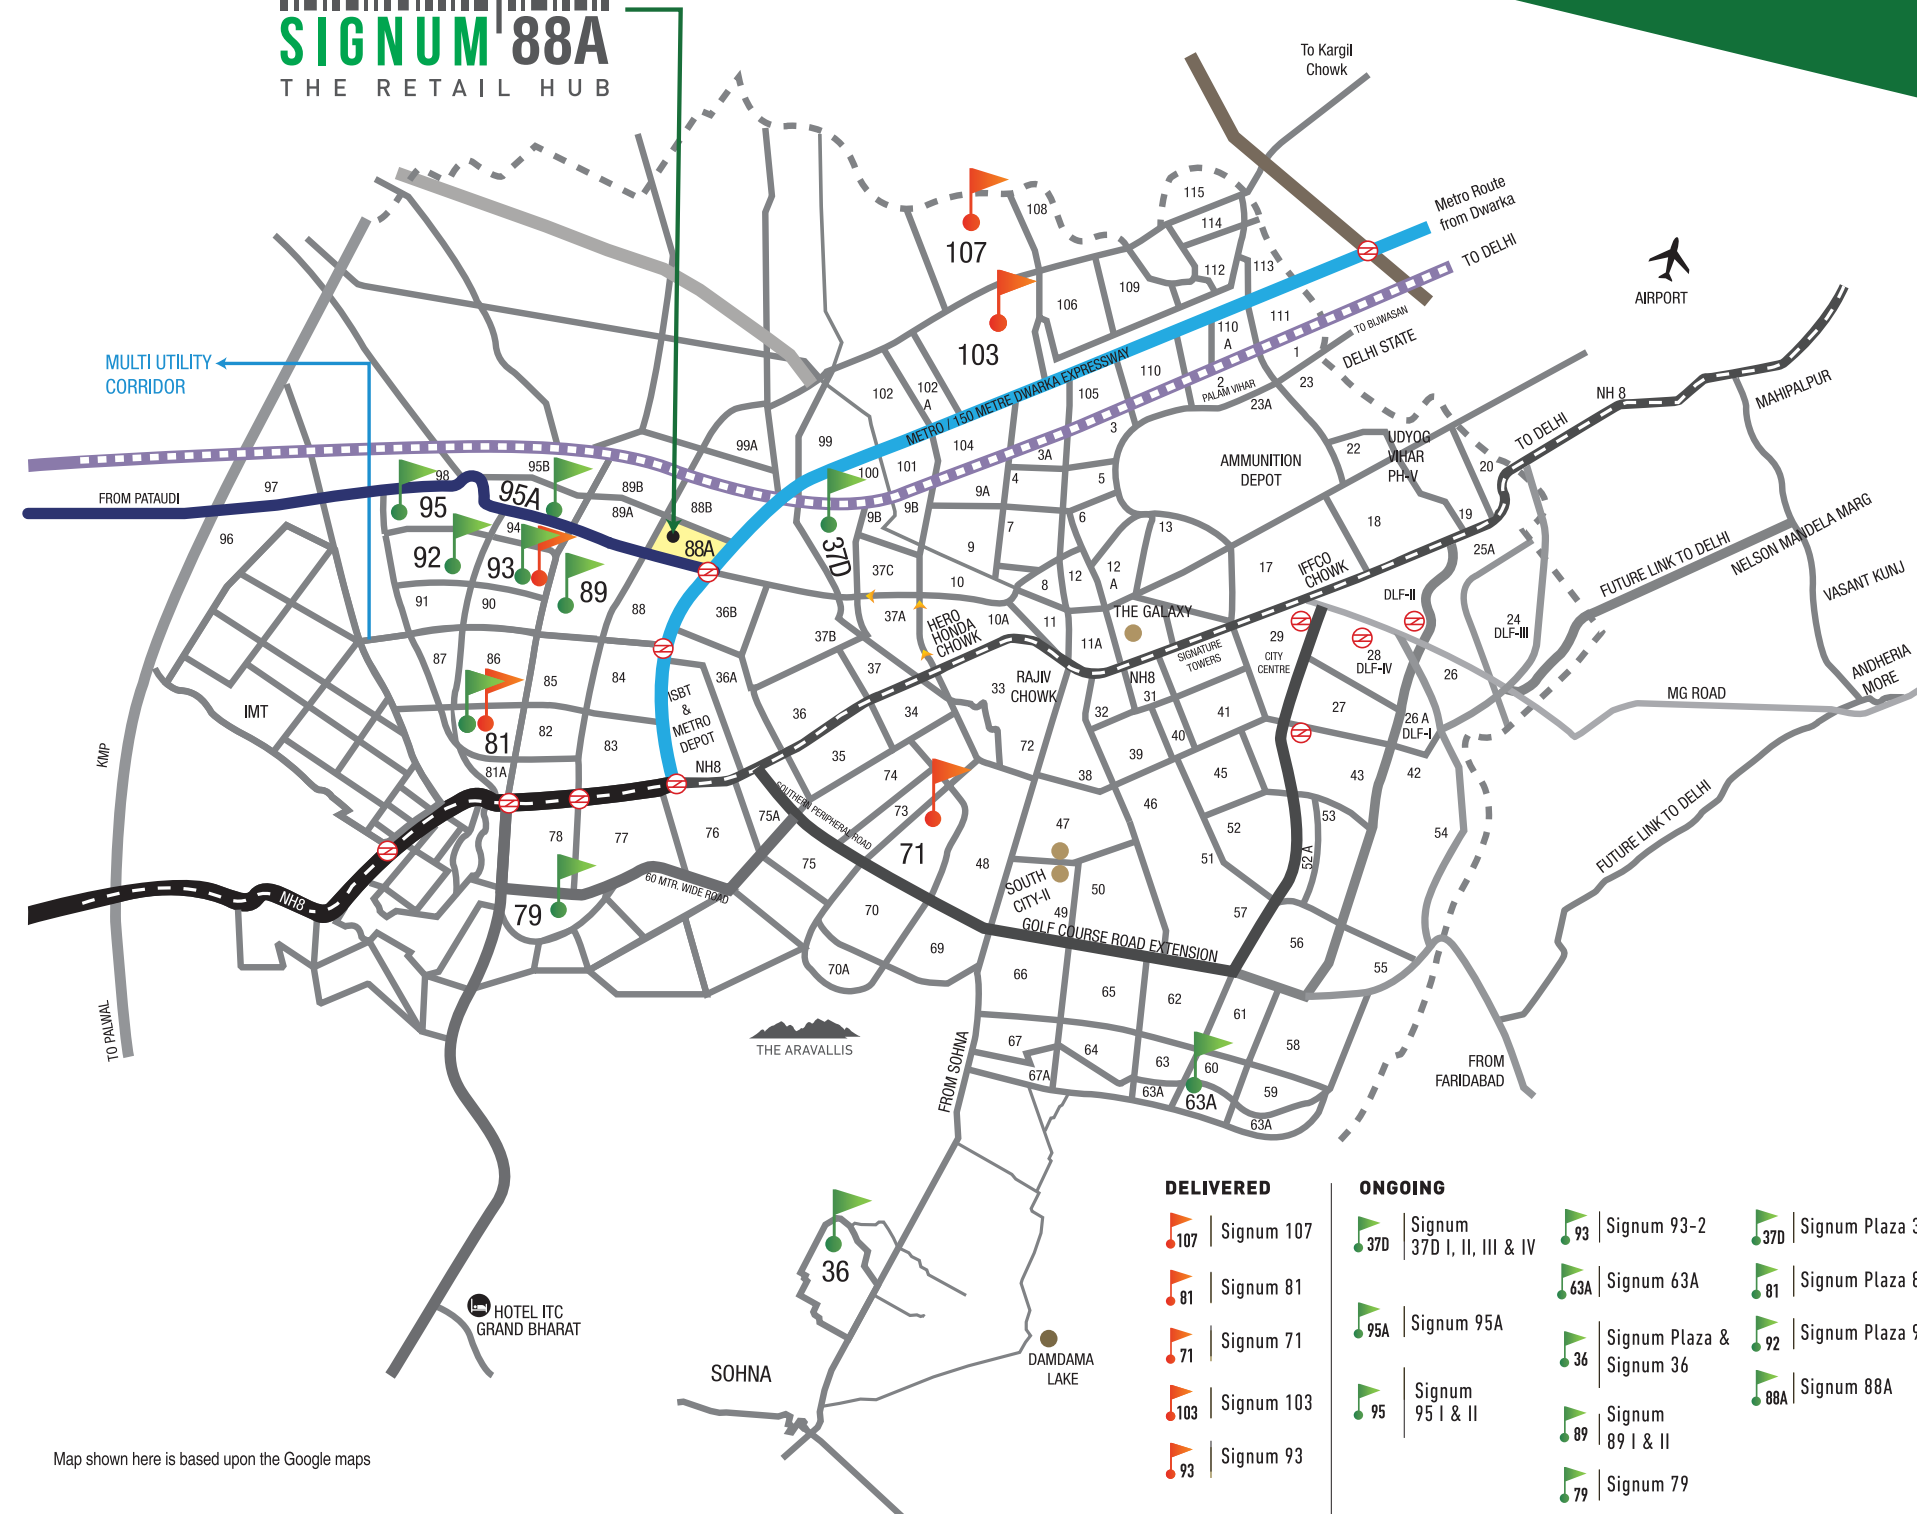 SIGNUM 88A
THE RETAIL HUB
To Kargil
Chowk
Metro Route
from Dwarka
TO DELHI
AIRPORT
115
114
108
107
112
113
109
106
103
111
110
A
TO BIJWASAN
DELHI STATE
1
MULTI UTILITY
CORRIDOR
METRO / 150 METRE DWARKA EXPRESSWAY
102
102
A
105
110
2
PALAM VIHAR
23
23A
NH 8
MAHIPALPUR
TO DELHI
99A
99
104
3
3A
100
101
22
UDYOG
VIHAR
PH-V
20
AMMUNITION
DEPOT
97
98
95B
89B
88B
4
5
9A
FROM PATAUDI
95
95A
89A
9B
9B
6
7
13
18
19
96
94
92
93
88A
37D
9
25A
FUTURE LINK TO DELHI
NELSON MANDELA MARG
VASANT KUNJ
89
37C
10
8
12
12
A
17
IFFCO
CHOWK
DLF-II
91
90
88
36B
37A
10A
11
THE GALAXY
24
DLF-III
37B
HERO
HONDA
CHOWK
11A
SIGNATURE
TOWERS
29
CITY
CENTRE
28
DLF-IV
26
ANDHERIA
MORE
87
86
85
84
36A
37
33
RAJIV
CHOWK
NH8
31
MG ROAD
IMT
ISBT
&
METRO
DEPOT
36
34
32
41
27
26 A
DLF-I
81
82
83
35
72
39
40
KMP
81A
NH8
74
38
45
43
42
SOUTHERN PERIPHERAL ROAD
75A
73
46
47
52
53
54
78
77
76
75
71
48
51
52 A
FUTURE LINK TO DELHI
60 MTR. WIDE ROAD
SOUTH
CITY-II
50
49
NH8
79
70
57
GOLF COURSE ROAD EXTENSION
69
56
70A
66
55
65
62
61
TO PALWAL
THE ARAVALLIS
FROM SOHNA
67
64
63
60
58
67A
63A
63A
59
63A
FROM
FARIDABAD
36
HOTEL ITC
GRAND BHARAT
SOHNA
DAMDAMA
LAKE
DELIVERED
107 Signum 107
81 Signum 81
71 Signum 71
103 Signum 103
93 Signum 93
ONGOING
37D Signum
37D I, II, III & IV
95A Signum 95A
95 Signum
95 I & II
93 Signum 93-2
63A Signum 63A
36 Signum Plaza &
Signum 36
89 Signum
89 I & II
79 Signum 79
37D Signum Plaza 3
81 Signum Plaza 8
92 Signum Plaza 9
88A Signum 88A
Map shown here is based upon the Google maps